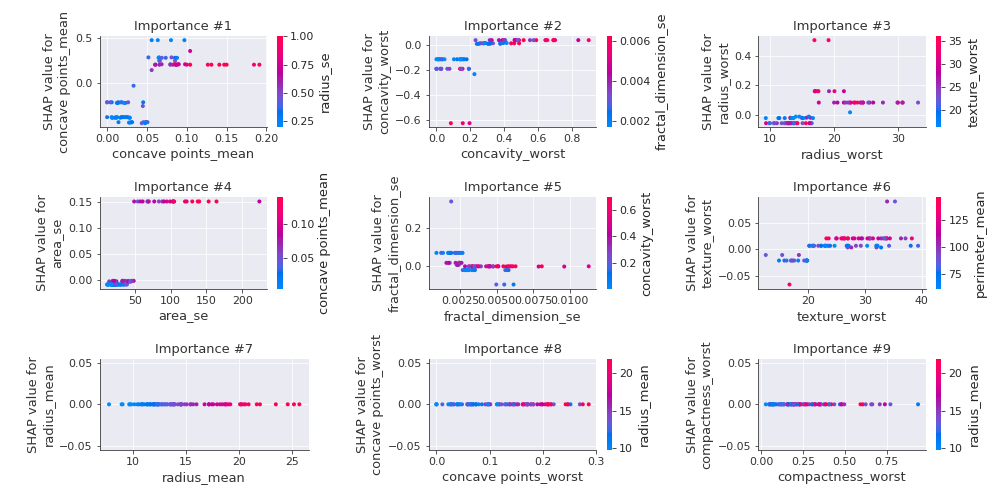 Importance #1
SHAP value for
concave points_mean
0.5
0.0
0.00 0.05 0.10 0.15 0.20
concave points_mean
1.00
0.75
0.50
0.25
radius_se
Importance #2
SHAP value for
concavity_worst
0.0
−0.2
−0.4
−0.6
0.0 0.2 0.4 0.6 0.8
concavity_worst
0.006
0.004
0.002
fractal_dimension_se
Importance #3
SHAP value for
radius_worst
0.4
0.2
0.0
10 20 30
radius_worst
35
30
25
20
texture_worst
Importance #4
SHAP value for
area_se
0.15
0.10
0.05
0.00
50 100 150 200
area_se
0.10
0.05
concave points_mean
Importance #5
SHAP value for
fractal_dimension_se
0.2
0.0
0.0025 0.0050 0.0075 0.0100
fractal_dimension_se
0.6
0.4
0.2
concavity_worst
Importance #6
SHAP value for
texture_worst
0.05
0.00
−0.05
20 30 40
texture_worst
125
100
75
perimeter_mean
Importance #7
SHAP value for
radius_mean
0.05
0.00
−0.05
10 15 20 25
radius_mean
Importance #8
SHAP value for
concave points_worst
0.05
0.00
−0.05
0.0 0.1 0.2 0.3
concave points_worst
20
15
10
radius_mean
Importance #9
SHAP value for
compactness_worst
0.05
0.00
−0.05
0.00 0.25 0.50 0.75
compactness_worst
20
15
10
radius_mean